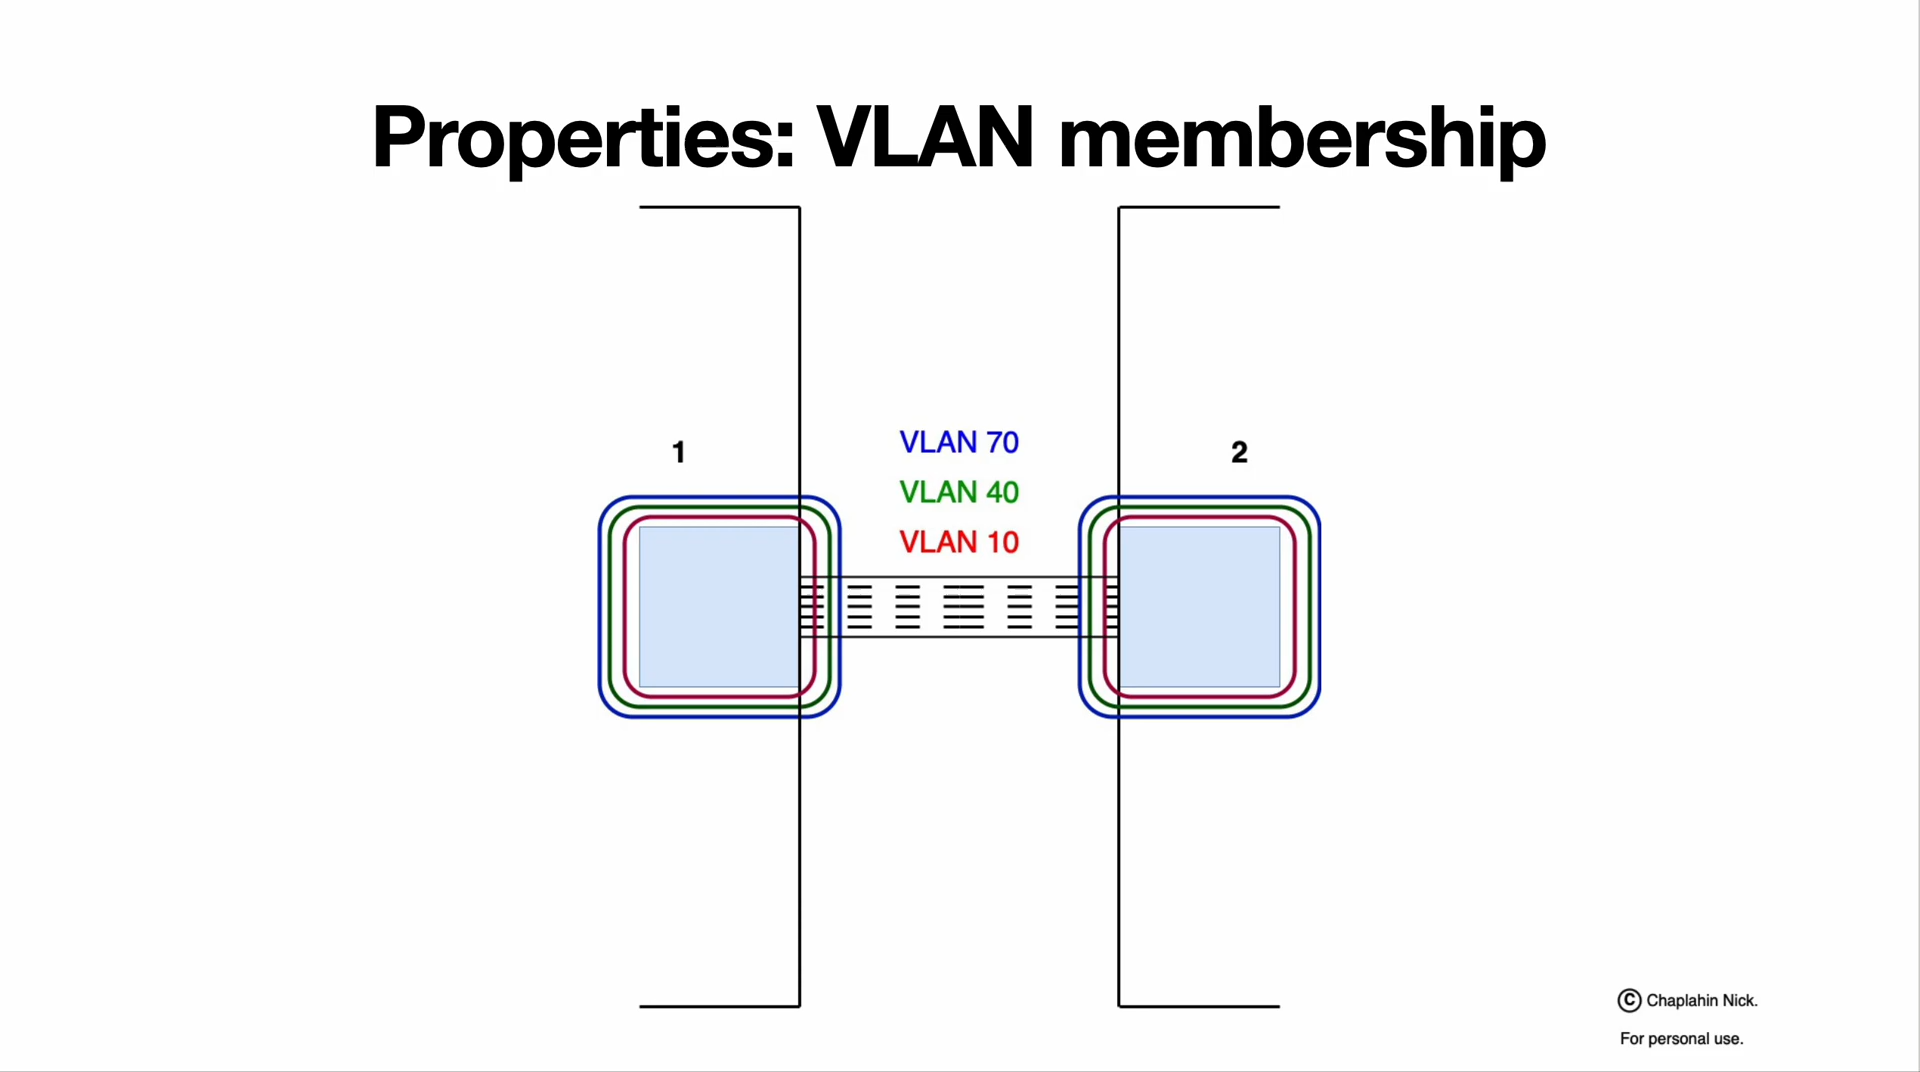 Properties: VLAN membership
1
VLAN 70
2
VLAN 40
VLAN 10
© Chaplahin Nick.
For personal use.